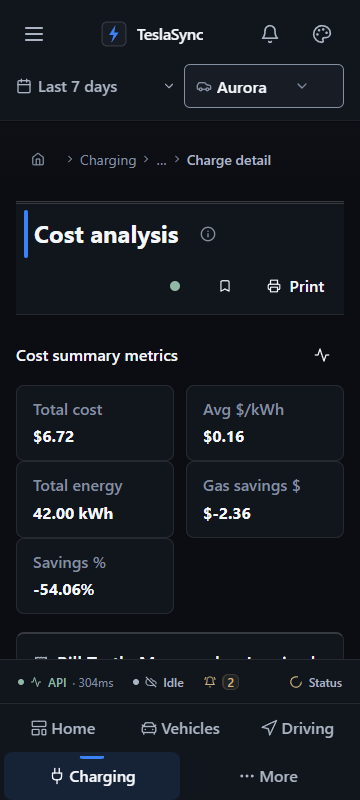 TeslaSync
Last 7 days
Aurora
Charging
...
Charge detail
Cost analysis
Print
Cost summary metrics
Total cost
$6.72
Avg $/kWh
$0.16
Total energy
42.00 kWh
Gas savings $
$-2.36
Savings %
-54.06%
API · 304ms
Idle
2
Status
Home
Vehicles
Driving
Charging
More